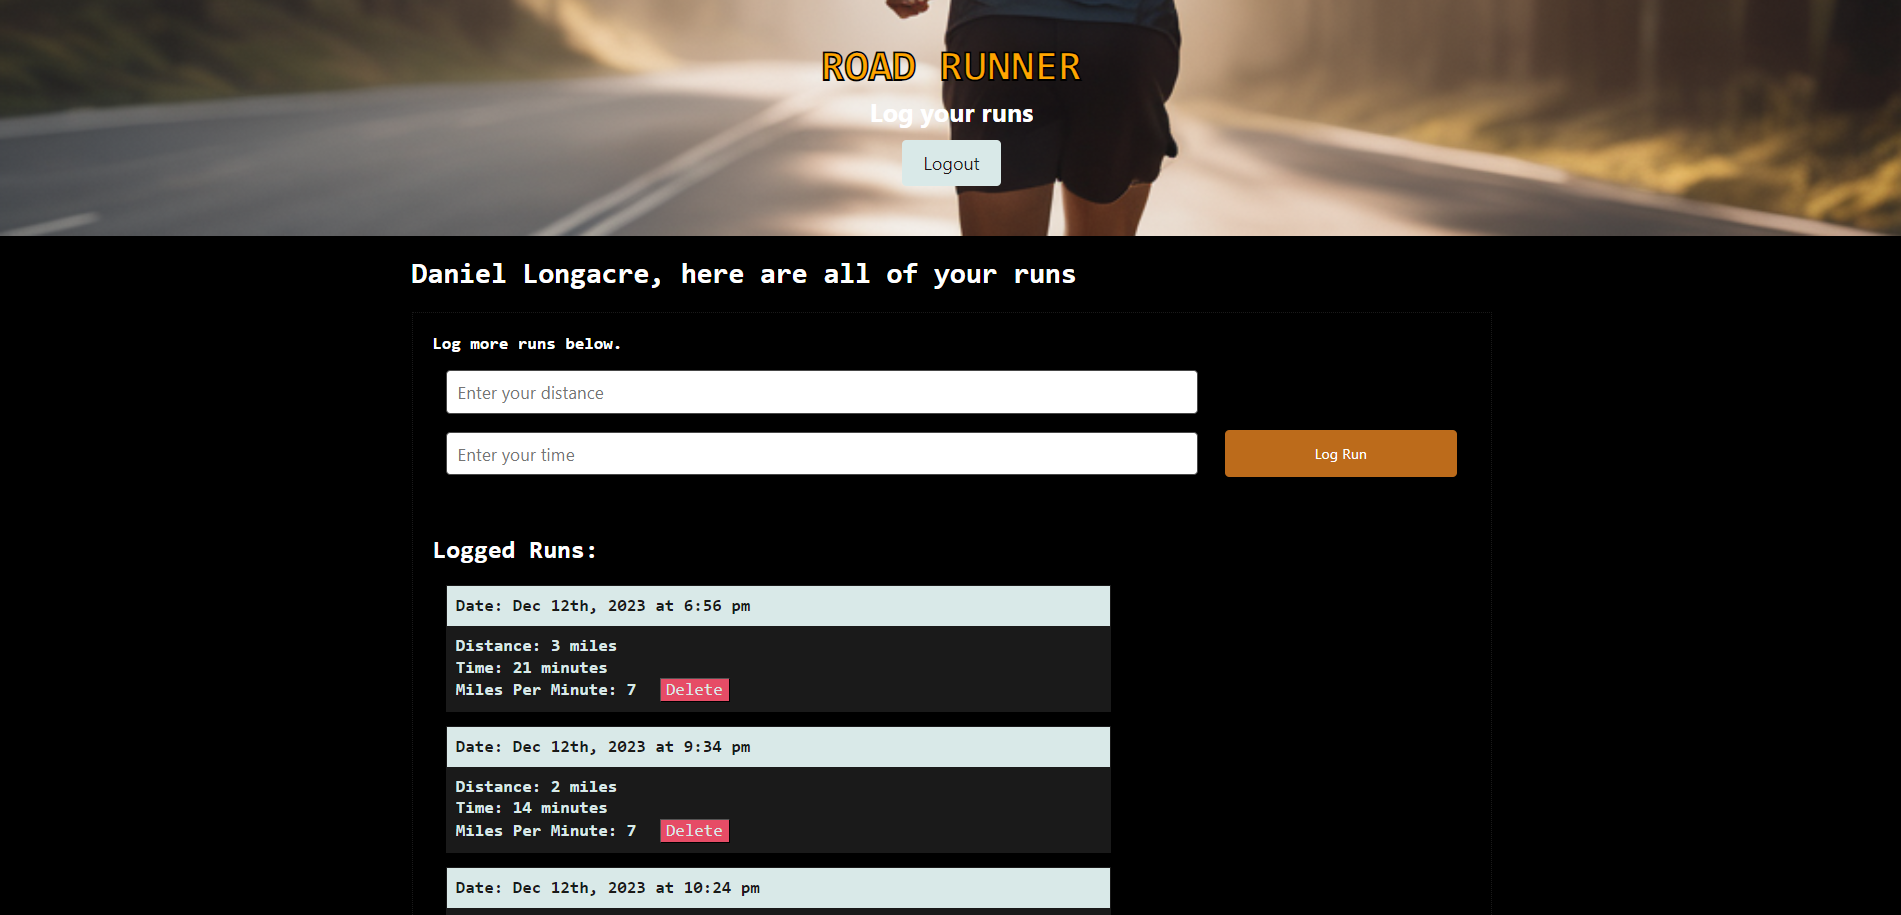 ROAD RUNNER
Log your runs
Logout
Daniel Longacre, here are all of your runs
Log more runs below.
Enter your distance
Enter your time
Log Run
Logged Runs:
Date: Dec 12th, 2023 at 6:56 pm
Distance: 3 miles
Time: 21 minutes
Miles Per Minute: 7 Delete
Date: Dec 12th, 2023 at 9:34 pm
Distance: 2 miles
Time: 14 minutes
Miles Per Minute: 7 Delete
Date: Dec 12th, 2023 at 10:24 pm